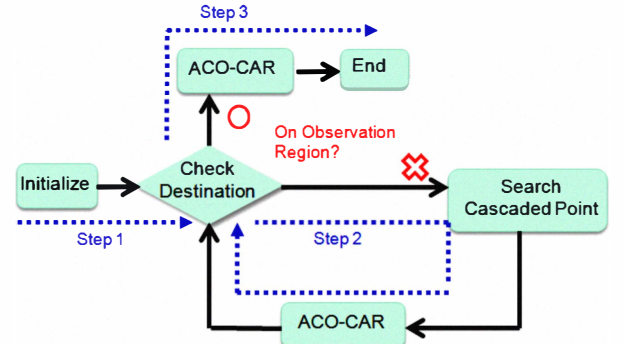 Step 3
ACO-CAR
End
On Observation
Region?
Check
Destination
Initialize
Search
Cascaded Point
Step 1
Step 2
ACO-CAR